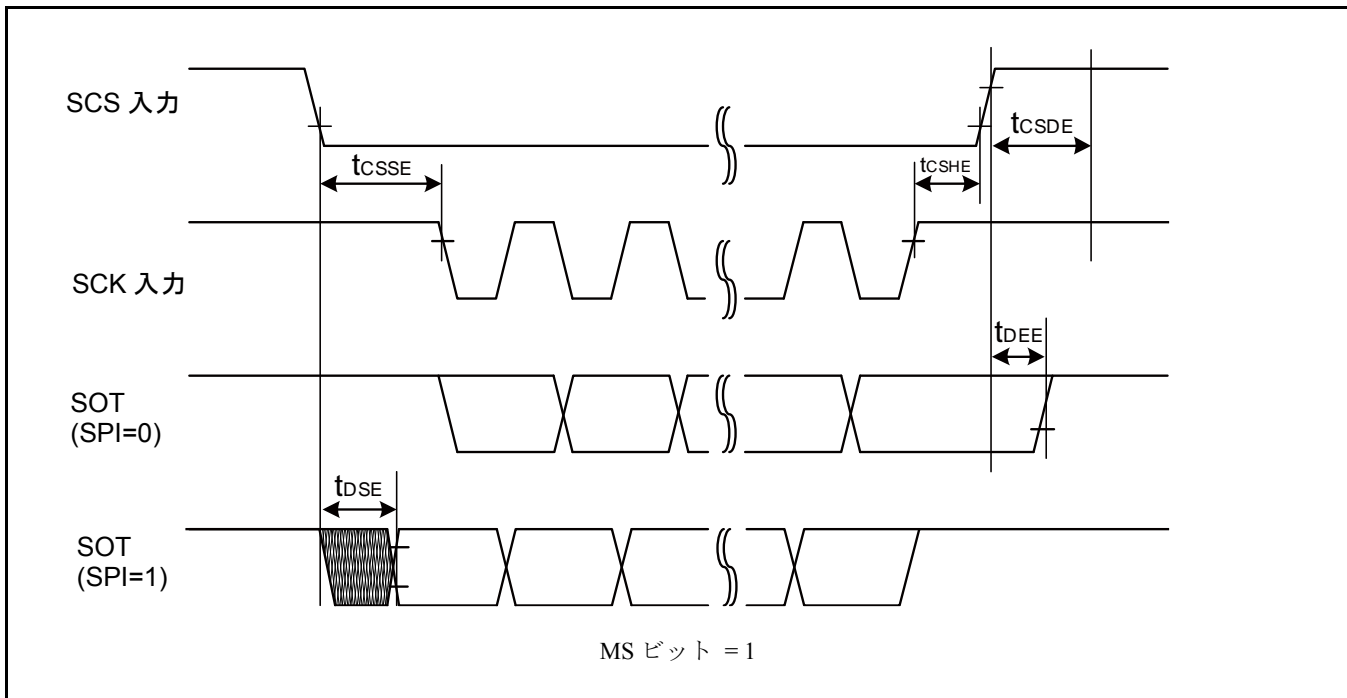 SCS 入力
tCSDE
tCSSE
tCSHE
SCK 入力
tDEE
SOT
(SPI=0)
tDSE
SOT
(SPI=1)
MS ビット = 1